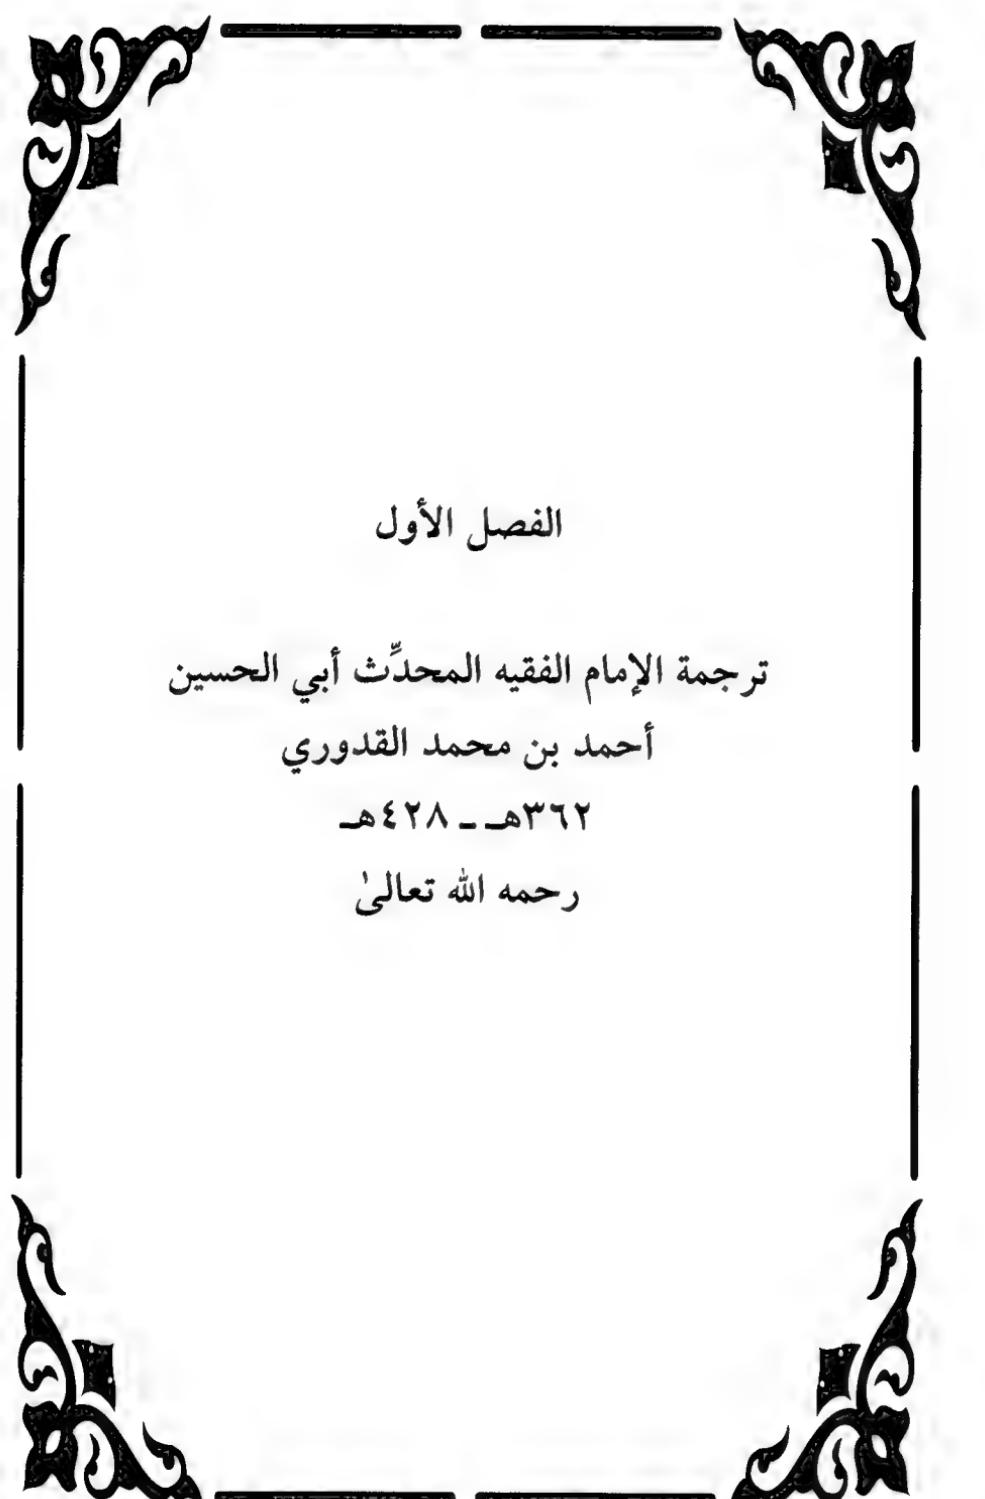 الفصل الأول
ترجمة الإمام الفقيه المحدِّث أبي الحسين
أحمد بن محمد القدوري
٣٦٢هـ ـ ٤٢٨هـ
رحمه الله تعالىٰ